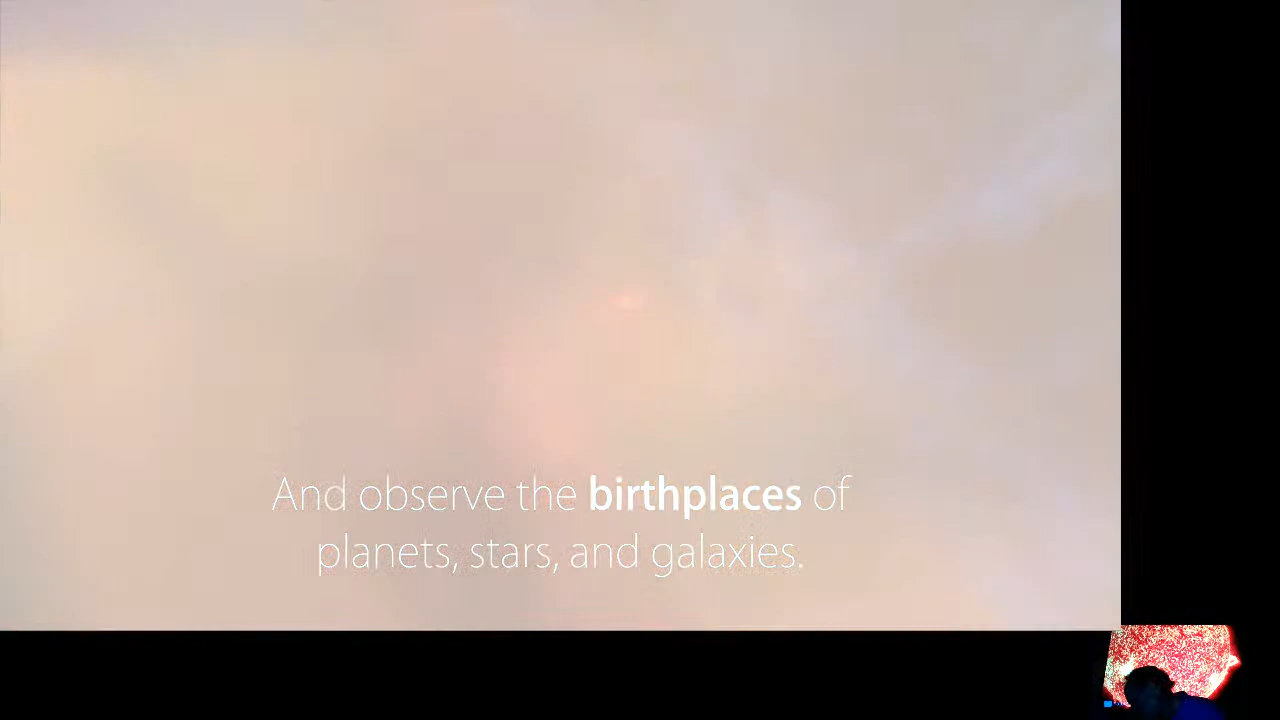 And observe the birthplaces of
planets, stars, and galaxies.